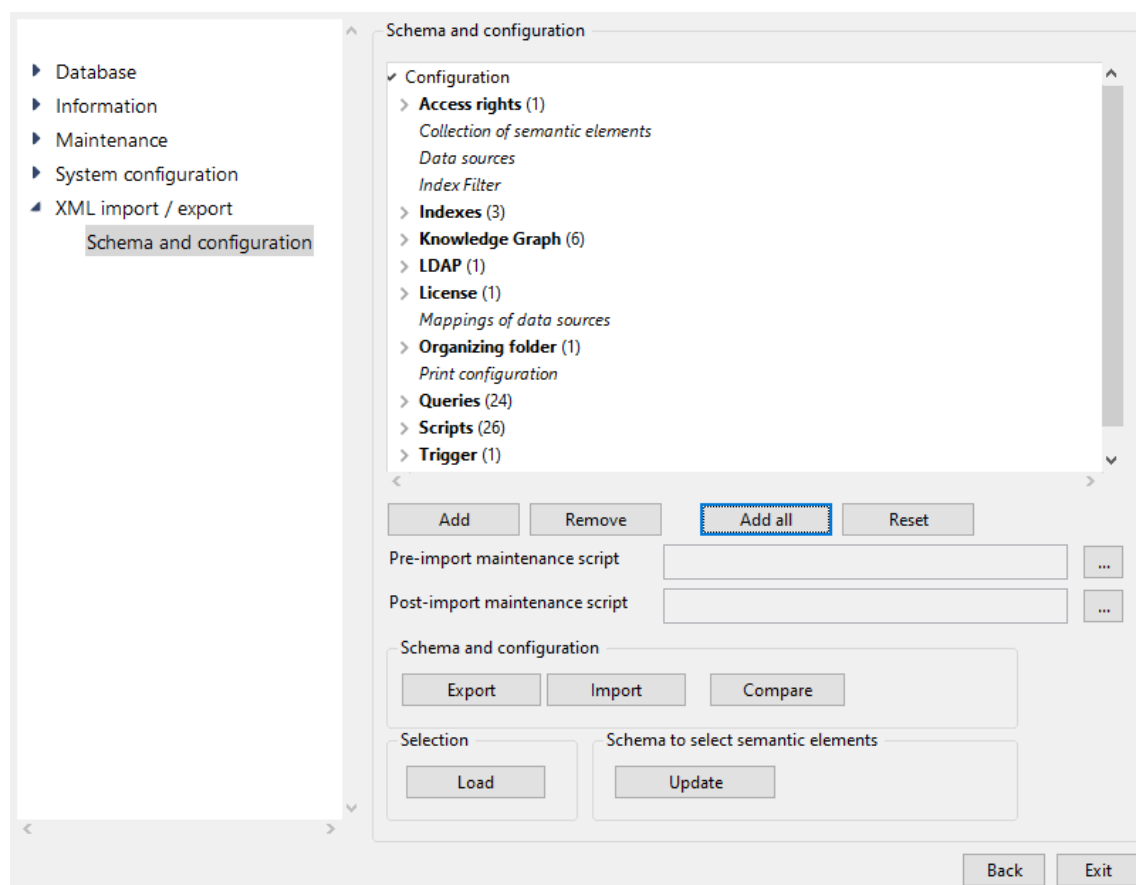 Database
Information
Maintenance
System configuration
XML import / export
Schema and configuration
Schema and configuration
Configuration
Access rights (1)
Collection of semantic elements
Data sources
Index Filter
Indexes (3)
Knowledge Graph (6)
LDAP (1)
License (1)
Mappings of data sources
Organizing folder (1)
Print configuration
Queries (24)
Scripts (26)
Trigger (1)
Add Remove Add all Reset
Pre-import maintenance script ...
Post-import maintenance script ...
Schema and configuration
Export Import Compare
Selection Schema to select semantic elements
Load Update
Back Exit